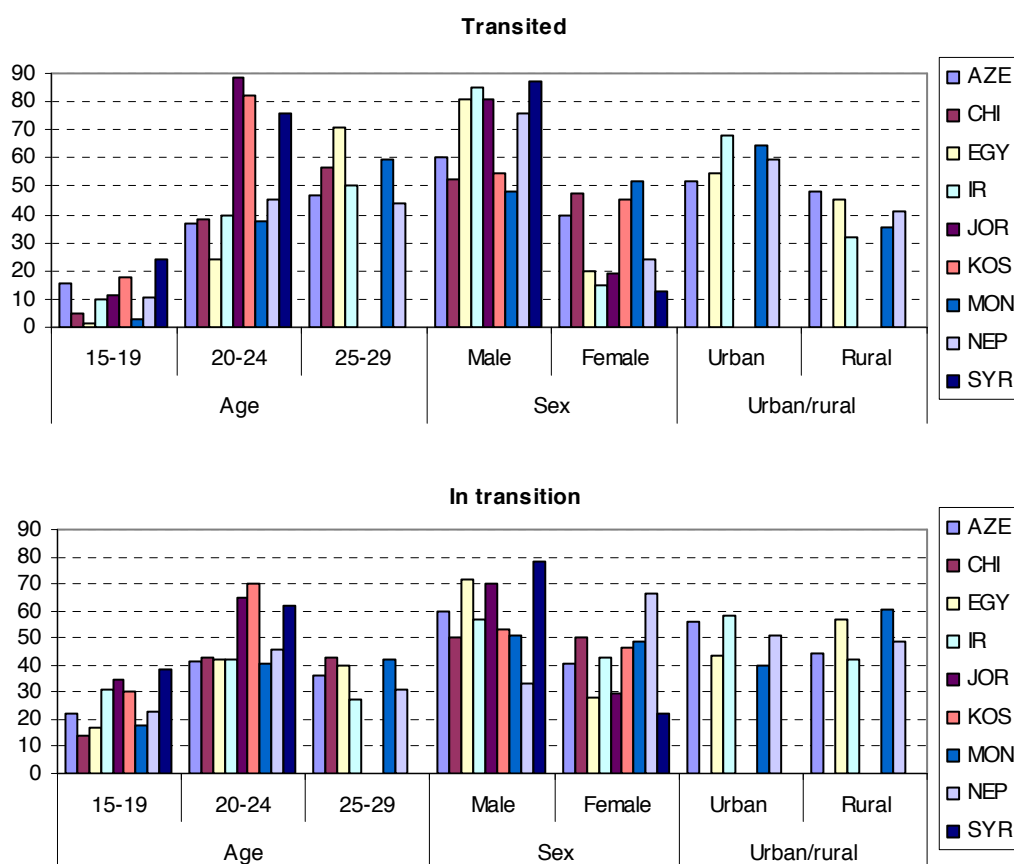 Transited
90
80
70
60
50
40
30
20
10
0
15-19 20-24 25-29 Male Female Urban Rural
Age Sex Urban/rural
AZE
CHI
EGY
IR
JOR
KOS
MON
NEP
SYR
In transition
90
80
70
60
50
40
30
20
10
0
15-19 20-24 25-29 Male Female Urban Rural
Age Sex Urban/rural
AZE
CHI
EGY
IR
JOR
KOS
MON
NEP
SYR